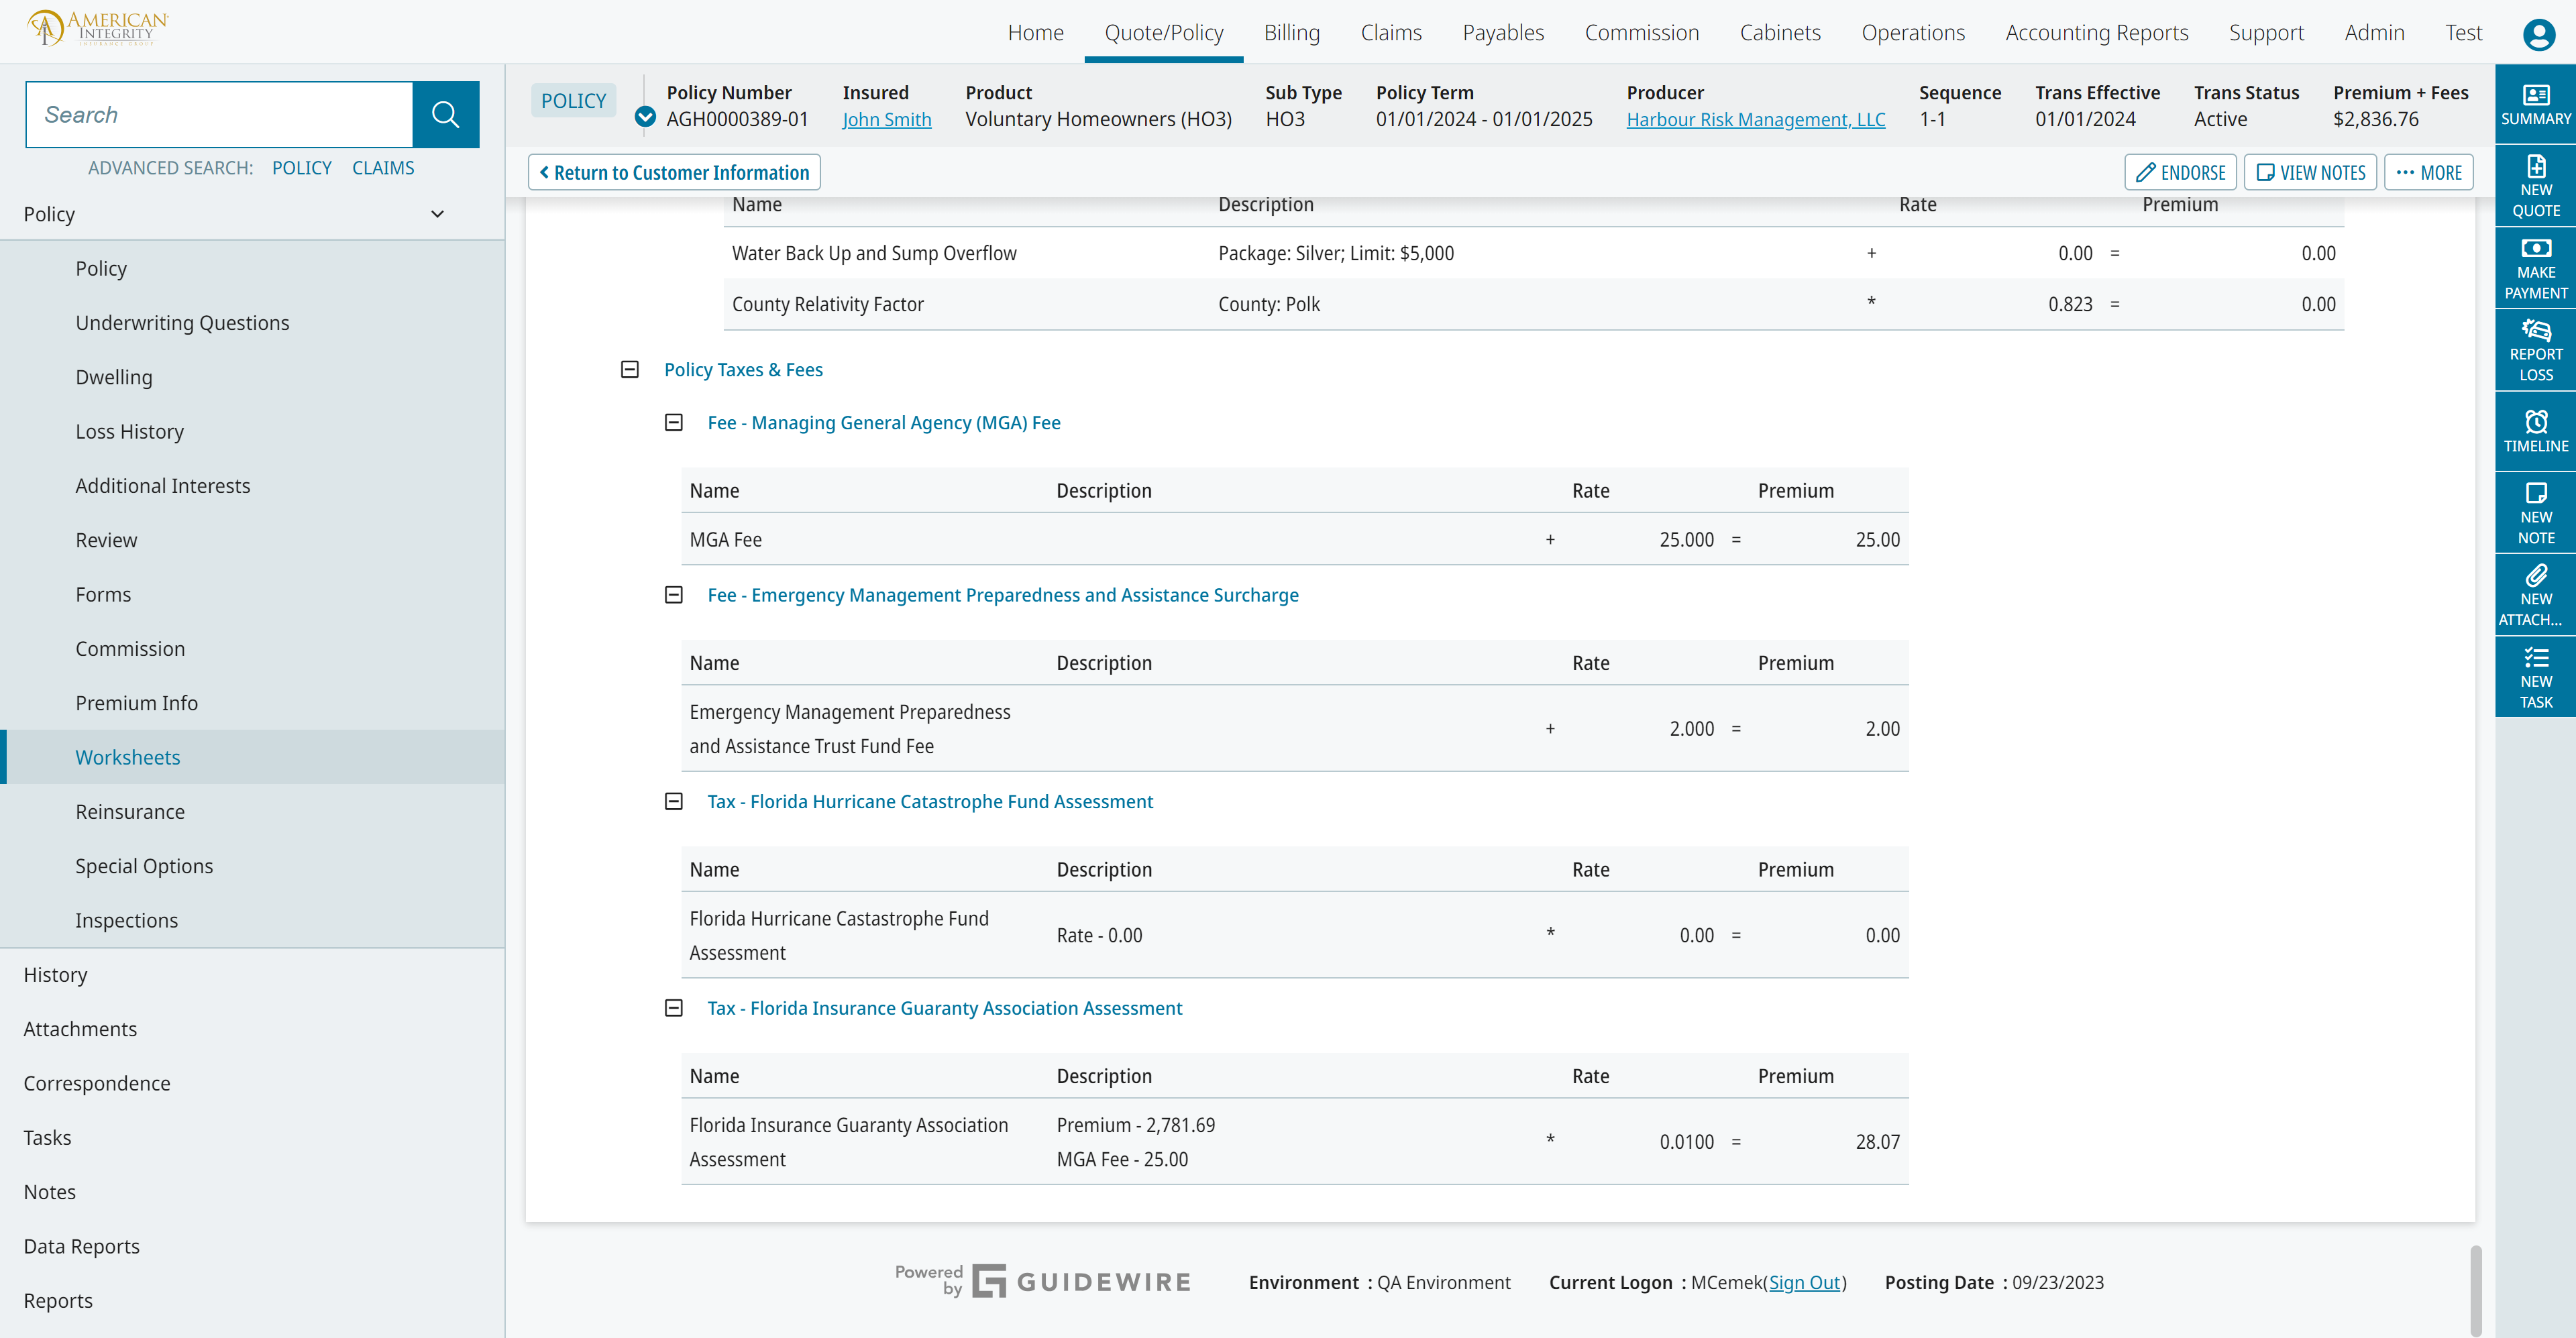 AMERICAN
INTEGRITY
INSURANCE GROUP
Home Quote/Policy Billing Claims Payables Commission Cabinets Operations Accounting Reports Support Admin Test
Search
ADVANCED SEARCH: POLICY CLAIMS
Policy
Policy
Underwriting Questions
Dwelling
Loss History
Additional Interests
Review
Forms
Commission
Premium Info
Worksheets
Reinsurance
Special Options
Inspections
History
Attachments
Correspondence
Tasks
Notes
Data Reports
Reports
POLICY
Policy Number Insured Product Sub Type Policy Term Producer Sequence Trans Effective Trans Status Premium + Fees
AGH0000389-01 John Smith Voluntary Homeowners (HO3) HO3 01/01/2024 - 01/01/2025 Harbour Risk Management, LLC 1-1 01/01/2024 Active $2,836.76
Return to Customer Information ENDORSE VIEW NOTES ··· MORE
Name Description Rate Premium
Water Back Up and Sump Overflow Package: Silver; Limit: $5,000 + 0.00 = 0.00
County Relativity Factor County: Polk * 0.823 = 0.00
Policy Taxes & Fees
Fee - Managing General Agency (MGA) Fee
Name Description Rate Premium
MGA Fee + 25.000 = 25.00
Fee - Emergency Management Preparedness and Assistance Surcharge
Name Description Rate Premium
Emergency Management Preparedness
and Assistance Trust Fund Fee + 2.000 = 2.00
Tax - Florida Hurricane Catastrophe Fund Assessment
Name Description Rate Premium
Florida Hurricane Castastrophe Fund
Assessment Rate - 0.00 * 0.00 = 0.00
Tax - Florida Insurance Guaranty Association Assessment
Name Description Rate Premium
Florida Insurance Guaranty Association Premium - 2,781.69
Assessment MGA Fee - 25.00 * 0.0100 = 28.07
Powered
by GUIDEWIRE
Environment : QA Environment Current Logon : MCemek(Sign Out) Posting Date : 09/23/2023
SUMMARY
NEW
QUOTE
MAKE
PAYMENT
REPORT
LOSS
TIMELINE
NEW
NOTE
NEW
ATTACH...
NEW
TASK